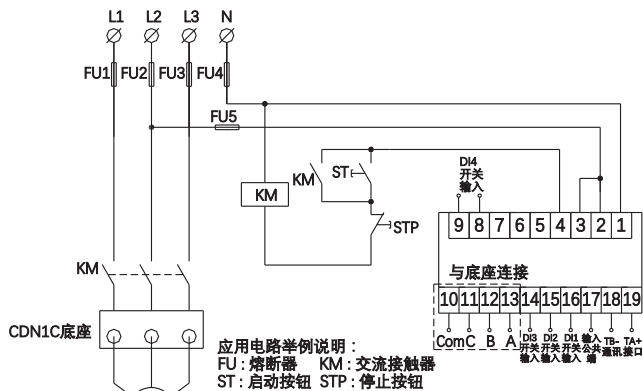 L1 L2 L3 N
FU1 FU2 FU3 FU4
FU5
KM
KM
ST
STP
DI4
开关
输入
9 8 7 6 5 4 3 2 1
与底座连接
10 11 12 13 14 15 16 17 18 19
Com C B A
DI3
开关
输入
DI2
开关
输入
DI1
开关
输入
输入
公共
端
TB-
通讯
TA+
接口
KM
CDN1C底座
应用电路举例说明：
FU：熔断器 KM：交流接触器
ST：启动按钮 STP：停止按钮